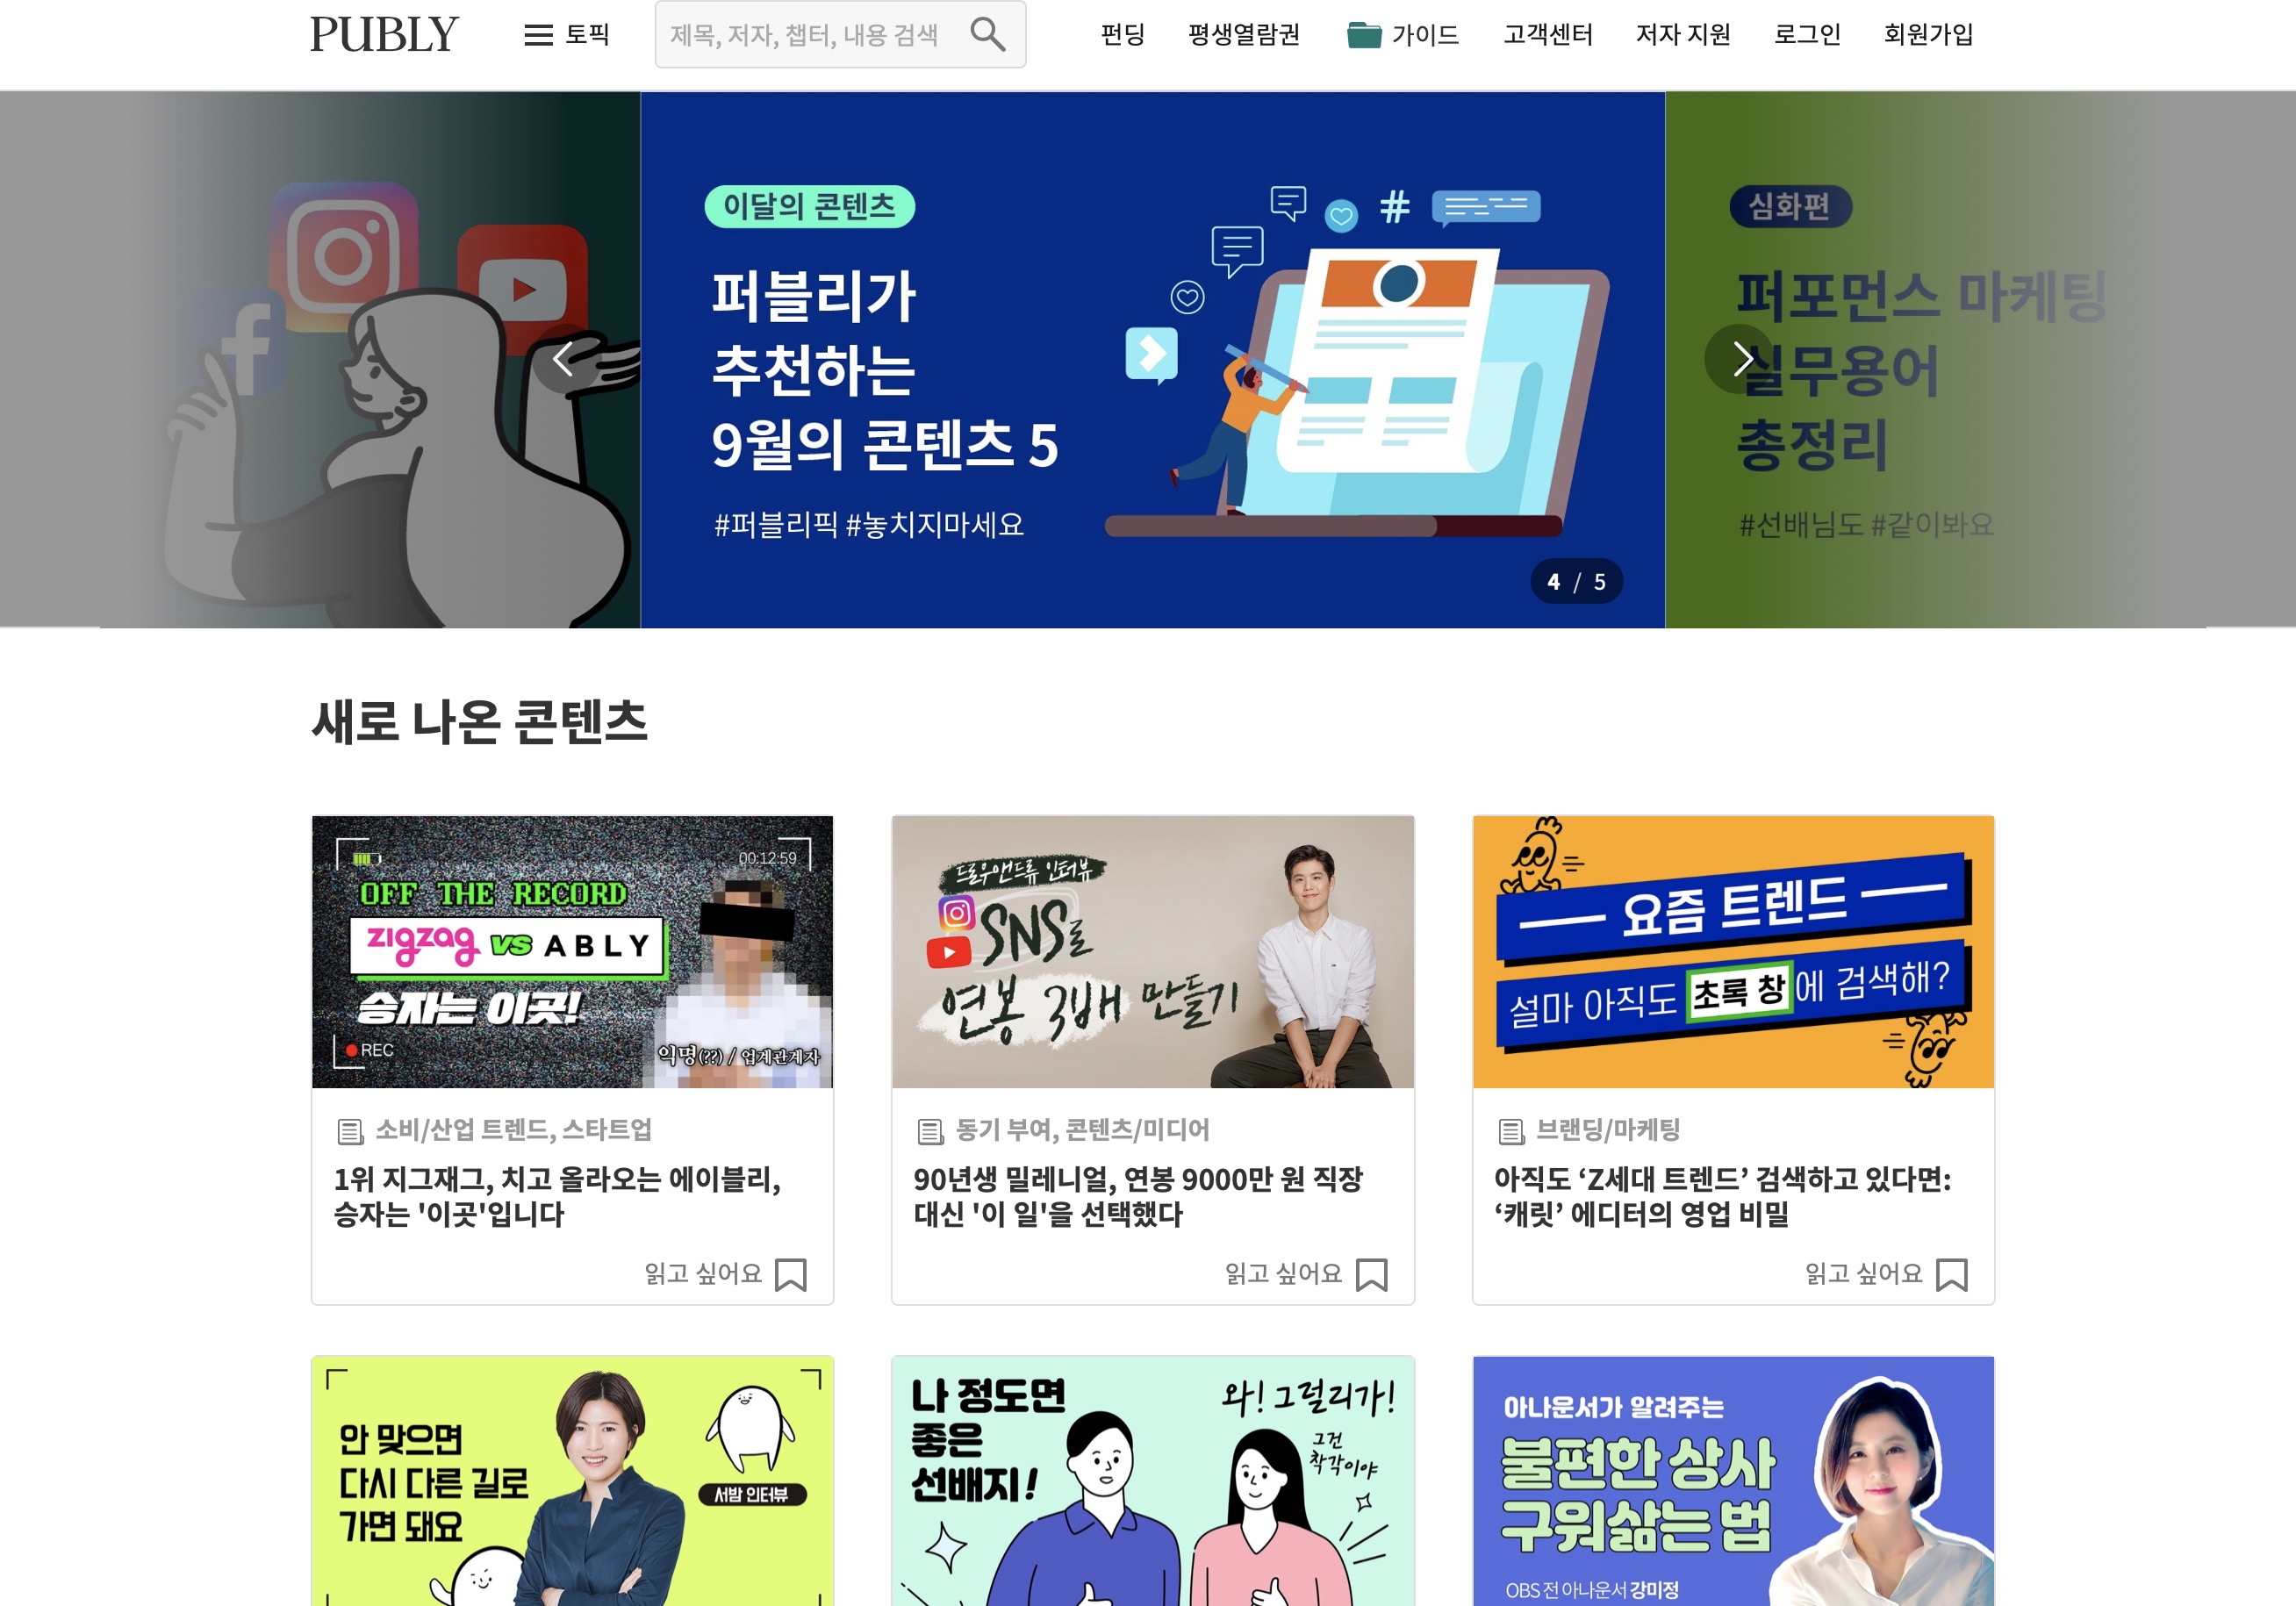 PUBLY
토픽
제목, 저자, 챕터, 내용 검색
펀딩
평생열람권
가이드
고객센터
저자 지원
로그인
회원가입
이달의 콘텐츠
퍼블리가
추천하는
9월의 콘텐츠 5
#퍼블리픽 #놓치지마세요
4 / 5
심화편
퍼포먼스 마케팅
실무용어
총정리
#선배님도 #같이봐요
새로 나온 콘텐츠
00:12:59
OFF THE RECORD
zigzag vs ABLY
승자는 이곳!
REC
익명(??) / 업계관계자
소비/산업 트렌드, 스타트업
1위 지그재그, 치고 올라오는 에이블리,
승자는 '이곳'입니다
읽고 싶어요
드로우앤드류 인터뷰
SNS로
연봉 3배 만들기
동기 부여, 콘텐츠/미디어
90년생 밀레니얼, 연봉 9000만 원 직장
대신 '이 일'을 선택했다
읽고 싶어요
요즘 트렌드
설마 아직도 초록 창에 검색해?
브랜딩/마케팅
아직도 ‘Z세대 트렌드’ 검색하고 있다면:
‘캐릿’ 에디터의 영업 비밀
읽고 싶어요
안 맞으면
다시 다른 길로
가면 돼요
서밤 인터뷰
나 정도면
좋은
선배지!
와! 그럴리가!
그건
착각이야
아나운서가 알려주는
불편한 상사
구워삶는 법
OBS 전 아나운서 강미정